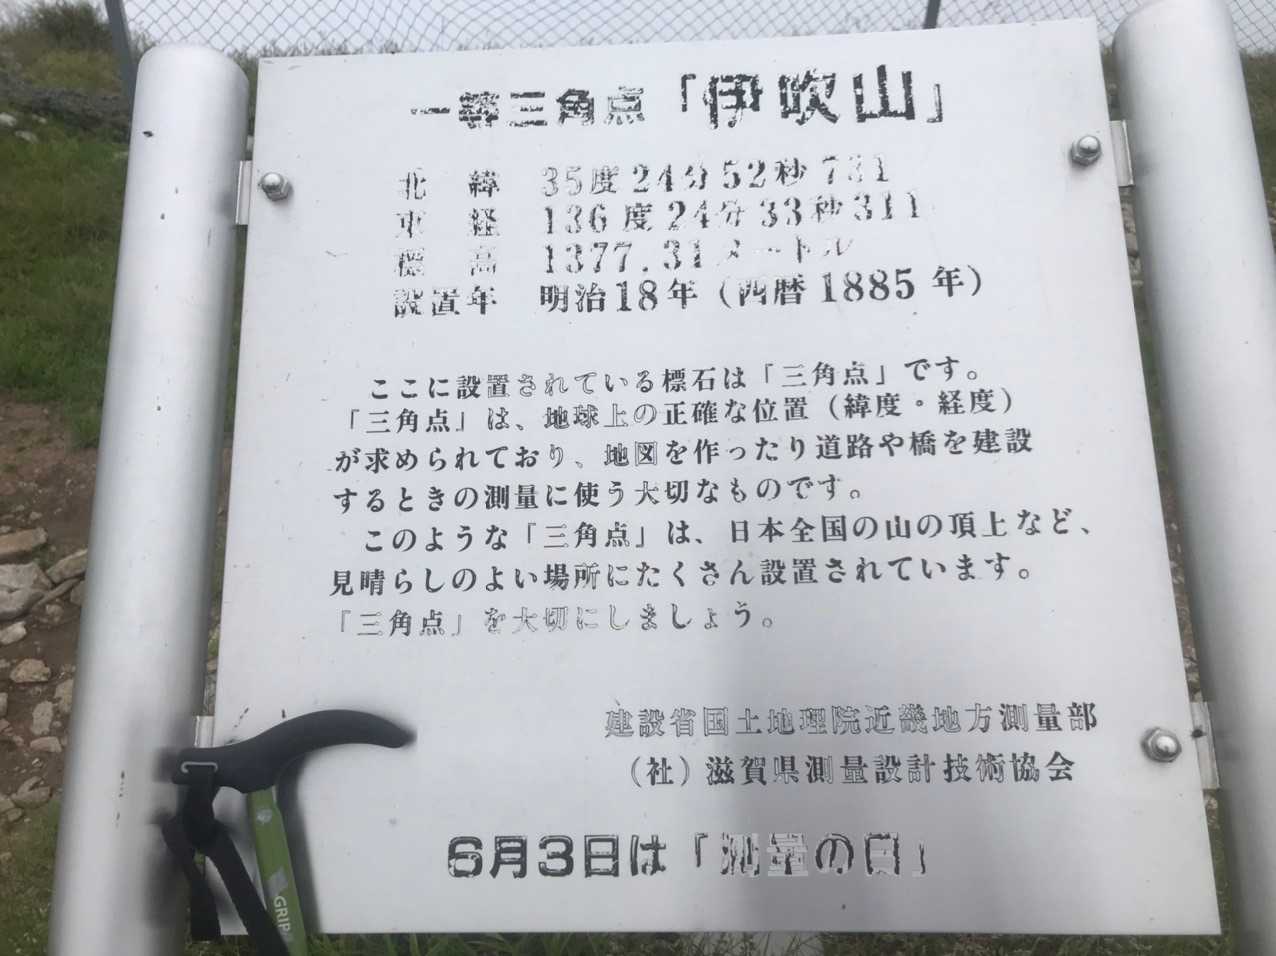 一等三角点「伊吹山」
北 緯 35度24分52秒731
東 経 136度24分33秒311
標 高 1377.31メートル
設置年 明治18年（西暦1885年）
ここに設置されている標石は「三角点」です。
「三角点」は、地球上の正確な位置（緯度・経度）
が求められており、地図を作ったり道路や橋を建設
するときの測量に使う大切なものです。
このような「三角点」は、日本全国の山の頂上など、
見晴らしのよい場所にたくさん設置されています。
「三角点」を大切にしましょう。
建設省国土地理院近畿地方測量部
（社）滋賀県測量設計技術協会
6月3日は「測量の日」
GRIP